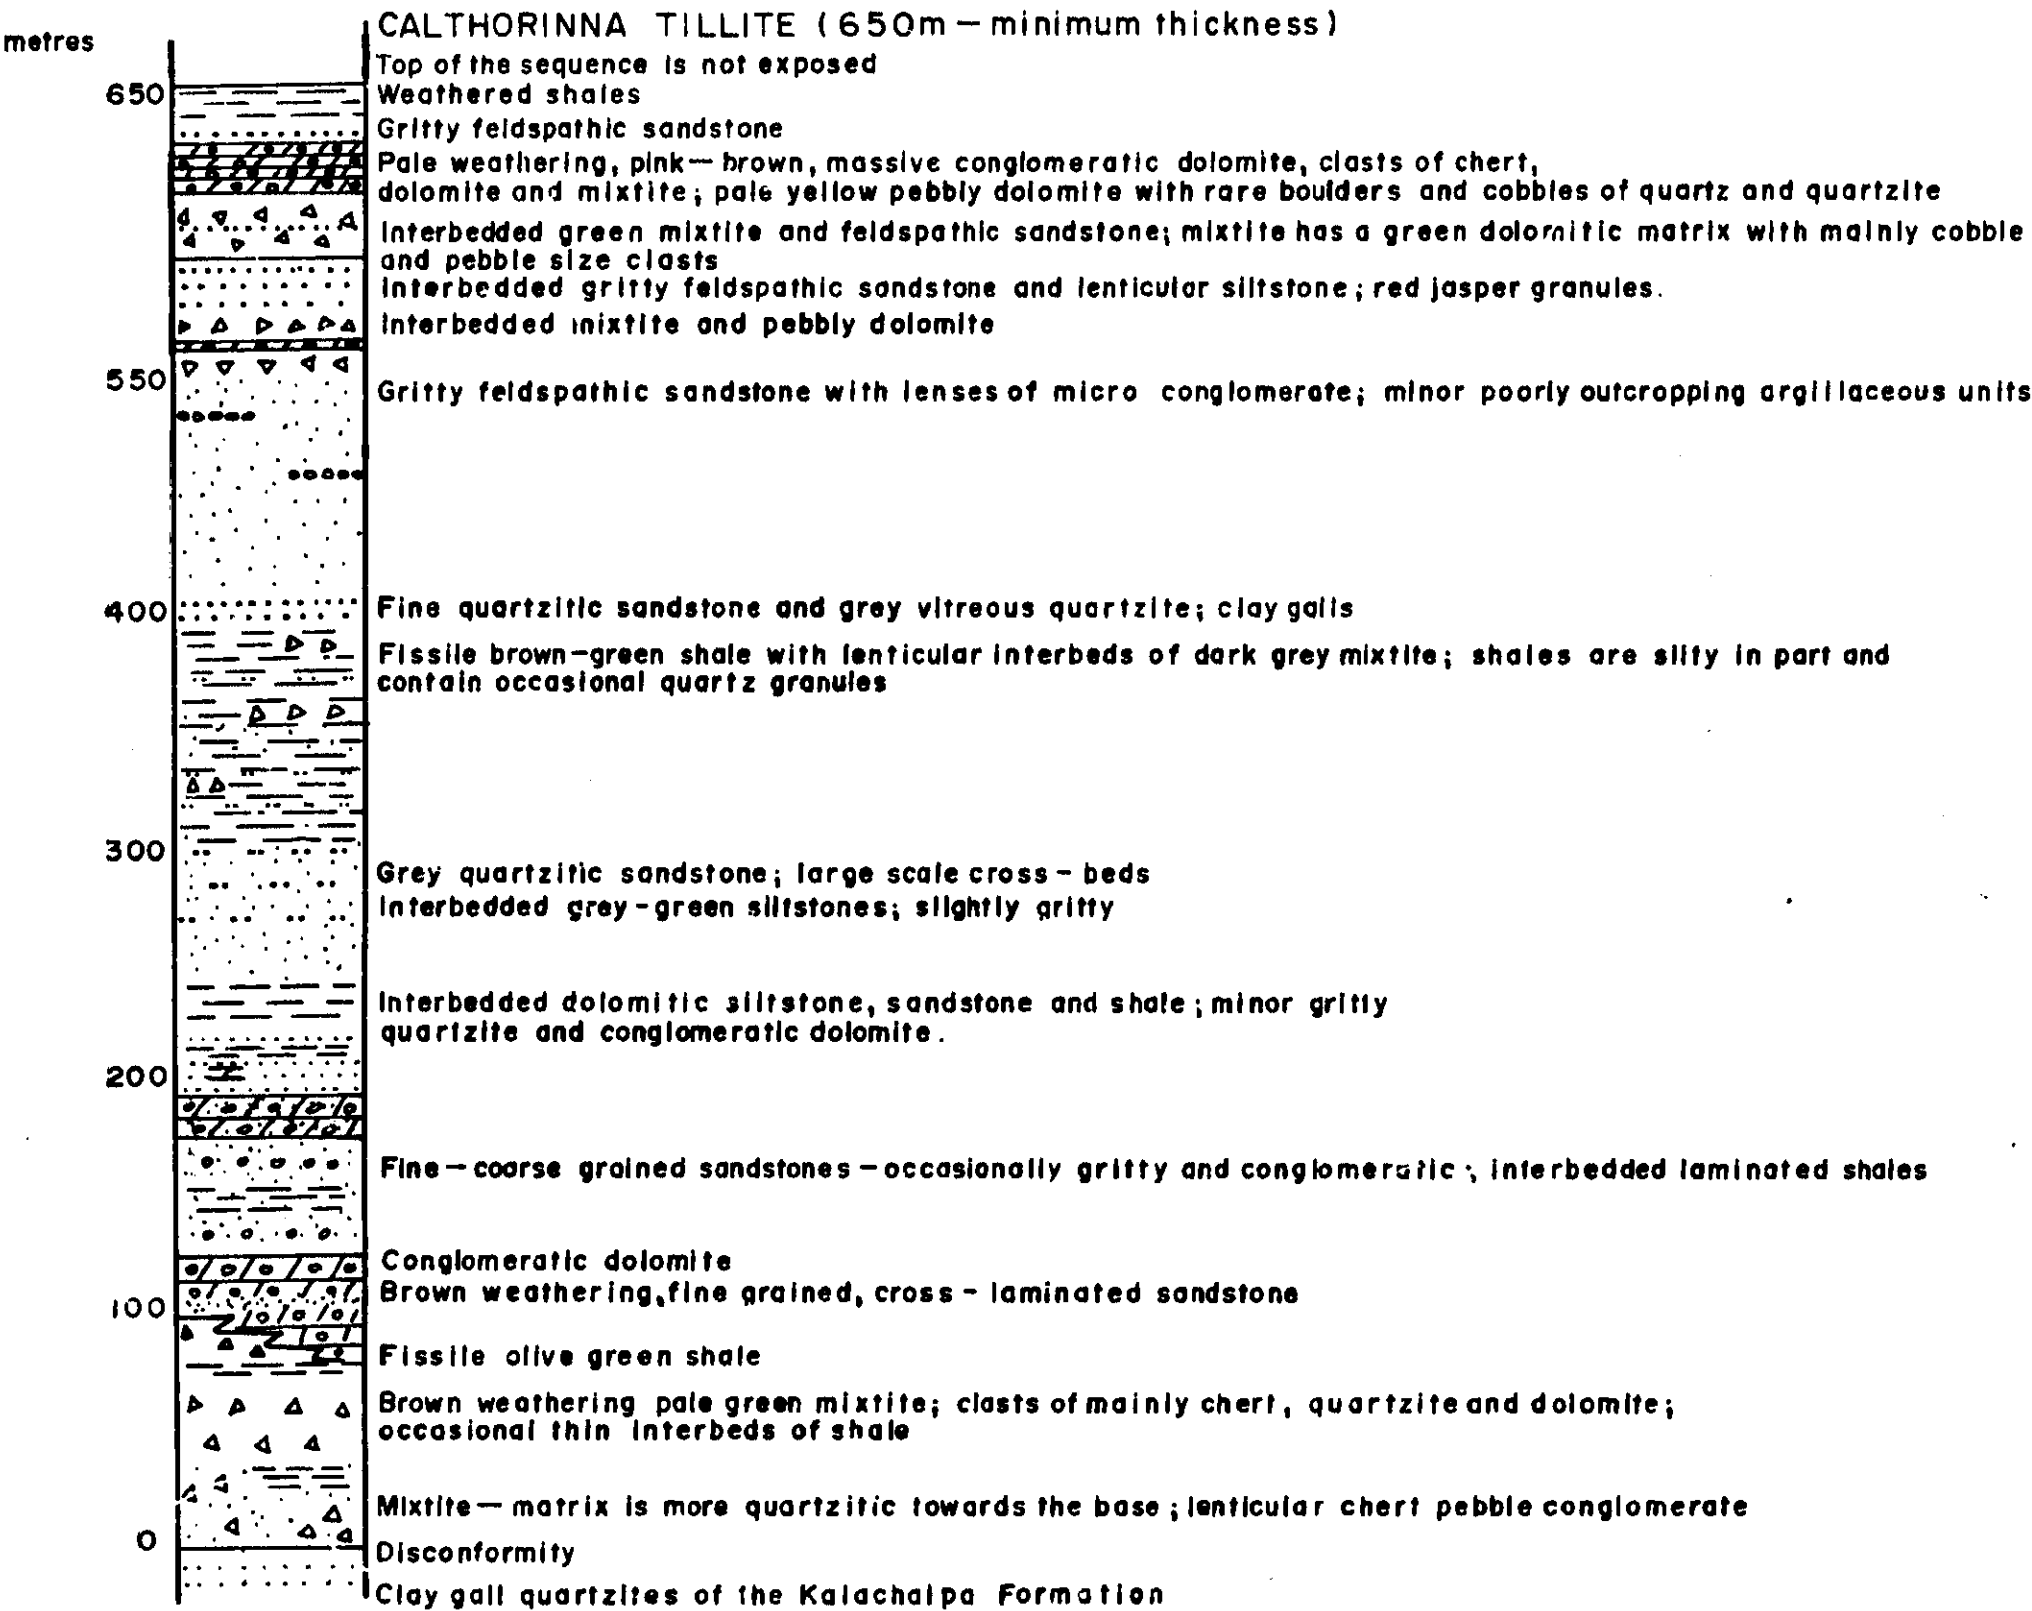 CALTHORINNA TILLITE (650m — minimum thickness)
metres
Top of the sequence is not exposed
650
Weathered shales
Gritty feldspathic sandstone
Pale weathering, pink — brown, massive conglomeratic dolomite, clasts of chert,
dolomite and mixtite; pale yellow pebbly dolomite with rare boulders and cobbles of quartz and quartzite
Interbedded green mixtite and feldspathic sandstone; mixtite has a green dolomitic matrix with mainly cobble
and pebble size clasts
Interbedded gritty feldspathic sandstone and lenticular siltstone; red jasper granules.
Interbedded mixtite and pebbly dolomite
550
Gritty feldspathic sandstone with lenses of micro conglomerate; minor poorly outcropping argillaceous units
400
Fine quartzitic sandstone and grey vitreous quartzite; clay galls
Fissile brown-green shale with lenticular interbeds of dark grey mixtite; shales are silty in part and
contain occasional quartz granules
300
Grey quartzitic sandstone; large scale cross - beds
Interbedded grey - green siltstones; slightly gritty
Interbedded dolomitic siltstone, sandstone and shale; minor gritty
quartzite and conglomeratic dolomite.
200
Fine — coarse grained sandstones — occasionally gritty and conglomeratic; interbedded laminated shales
Conglomeratic dolomite
Brown weathering, fine grained, cross - laminated sandstone
100
Fissile olive green shale
Brown weathering pale green mixtite; clasts of mainly chert, quartzite and dolomite;
occasional thin interbeds of shale
Mixtite — matrix is more quartzitic towards the base; lenticular chert pebble conglomerate
0
Disconformity
Clay gall quartzites of the Kalachalpa Formation